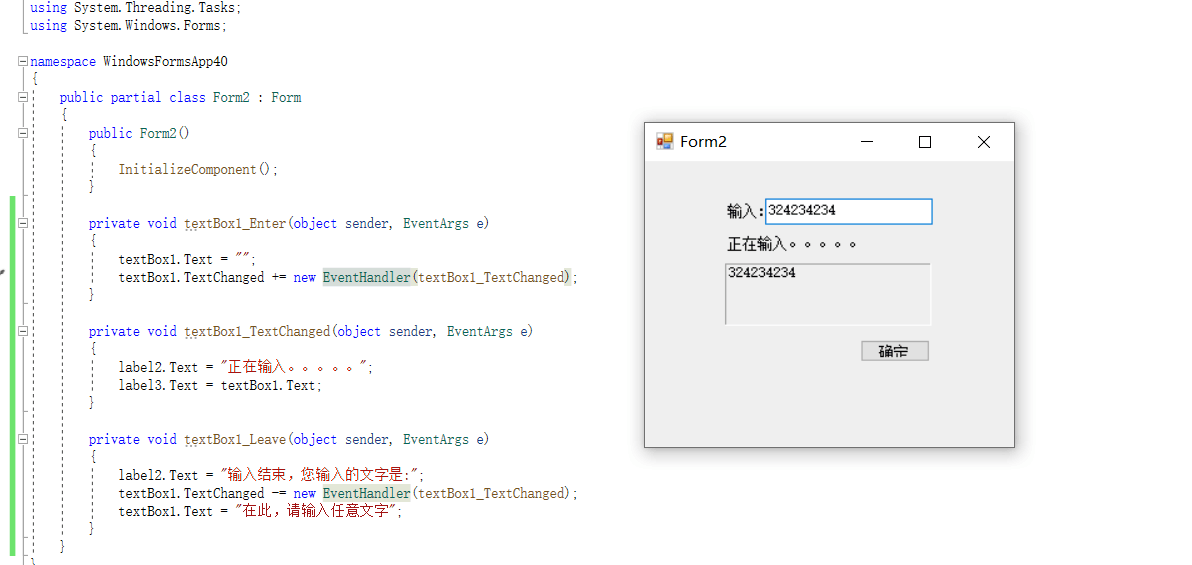 using System.Threading.Tasks;
using System.Windows.Forms;
namespace WindowsFormsApp40
{
public partial class Form2 : Form
{
public Form2()
{
InitializeComponent();
}
private void textBox1_Enter(object sender, EventArgs e)
{
textBox1.Text = "";
textBox1.TextChanged += new EventHandler(textBox1_TextChanged);
}
private void textBox1_TextChanged(object sender, EventArgs e)
{
label2.Text = "正在输入。。。。。";
label3.Text = textBox1.Text;
}
private void textBox1_Leave(object sender, EventArgs e)
{
label2.Text = "输入结束，您输入的文字是:";
textBox1.TextChanged -= new EventHandler(textBox1_TextChanged);
textBox1.Text = "在此，请输入任意文字";
}
}
}
Form2
输入:324234234
正在输入。。。。。
324234234
确定